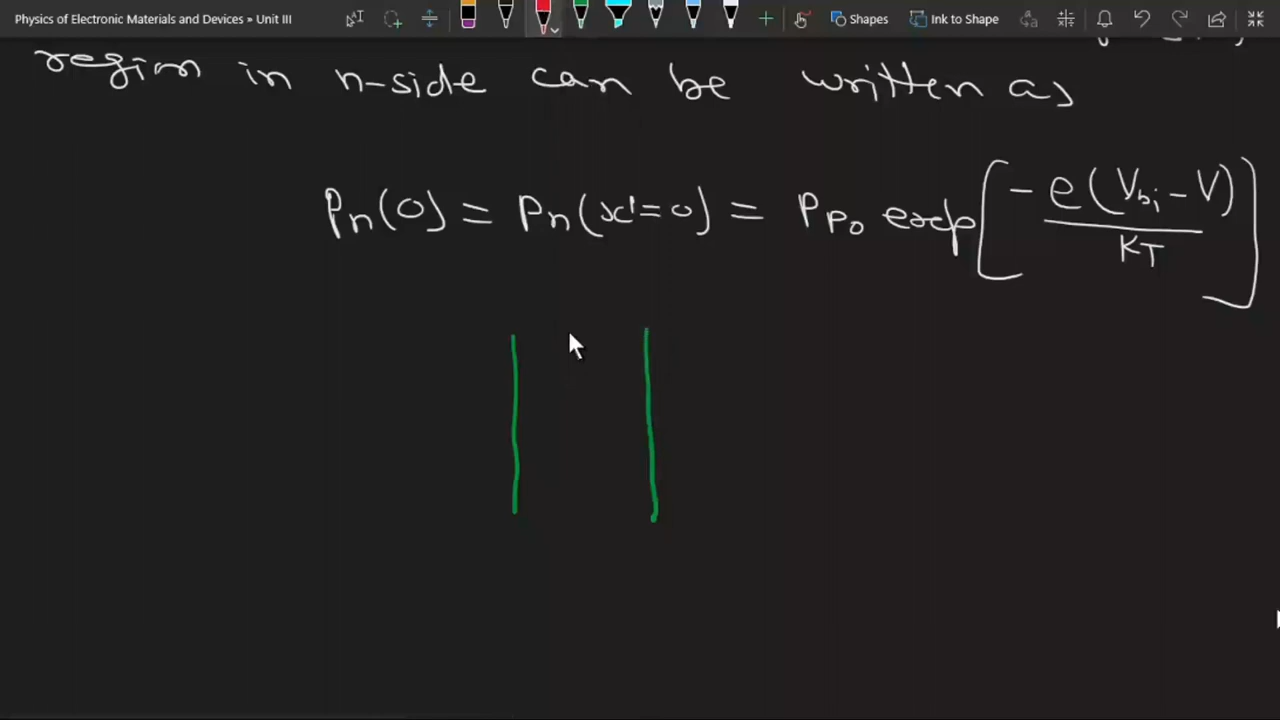 Physics of Electronic Materials and Devices » Unit III
Shapes
Ink to Shape
region in n-side can be written as
Pn(0) = Pn(x'=0) = Ppo exp[-e(Vbi-V)/KT]